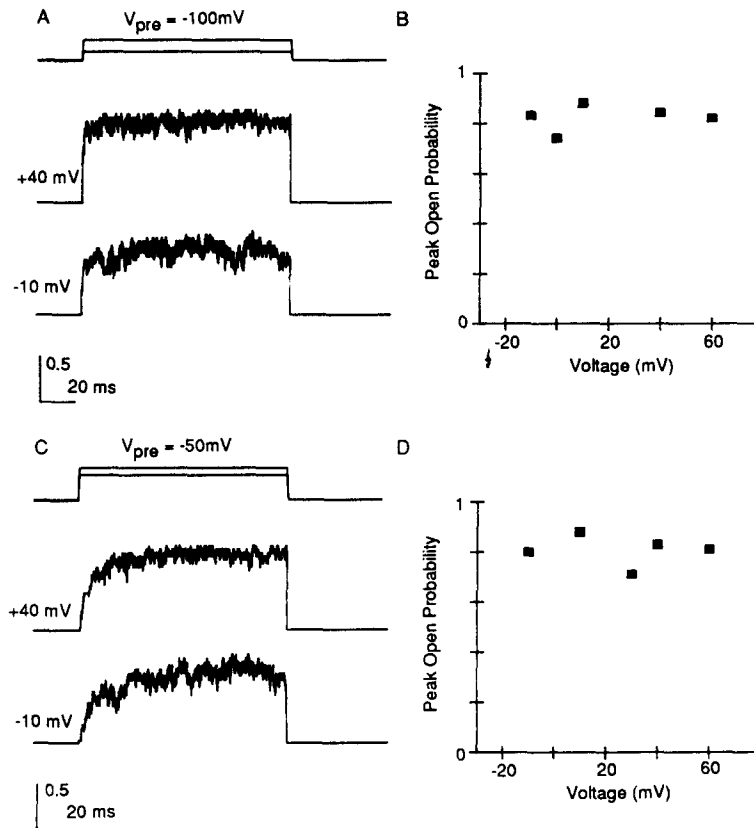 A
V pre = -100mV
+40 mV
-10 mV
0.5
20 ms
B
1
Peak Open Probability
0
-20 20 60
Voltage (mV)
C
V pre = -50mV
+40 mV
-10 mV
0.5
20 ms
D
1
Peak Open Probability
0
-20 20 60
Voltage (mV)